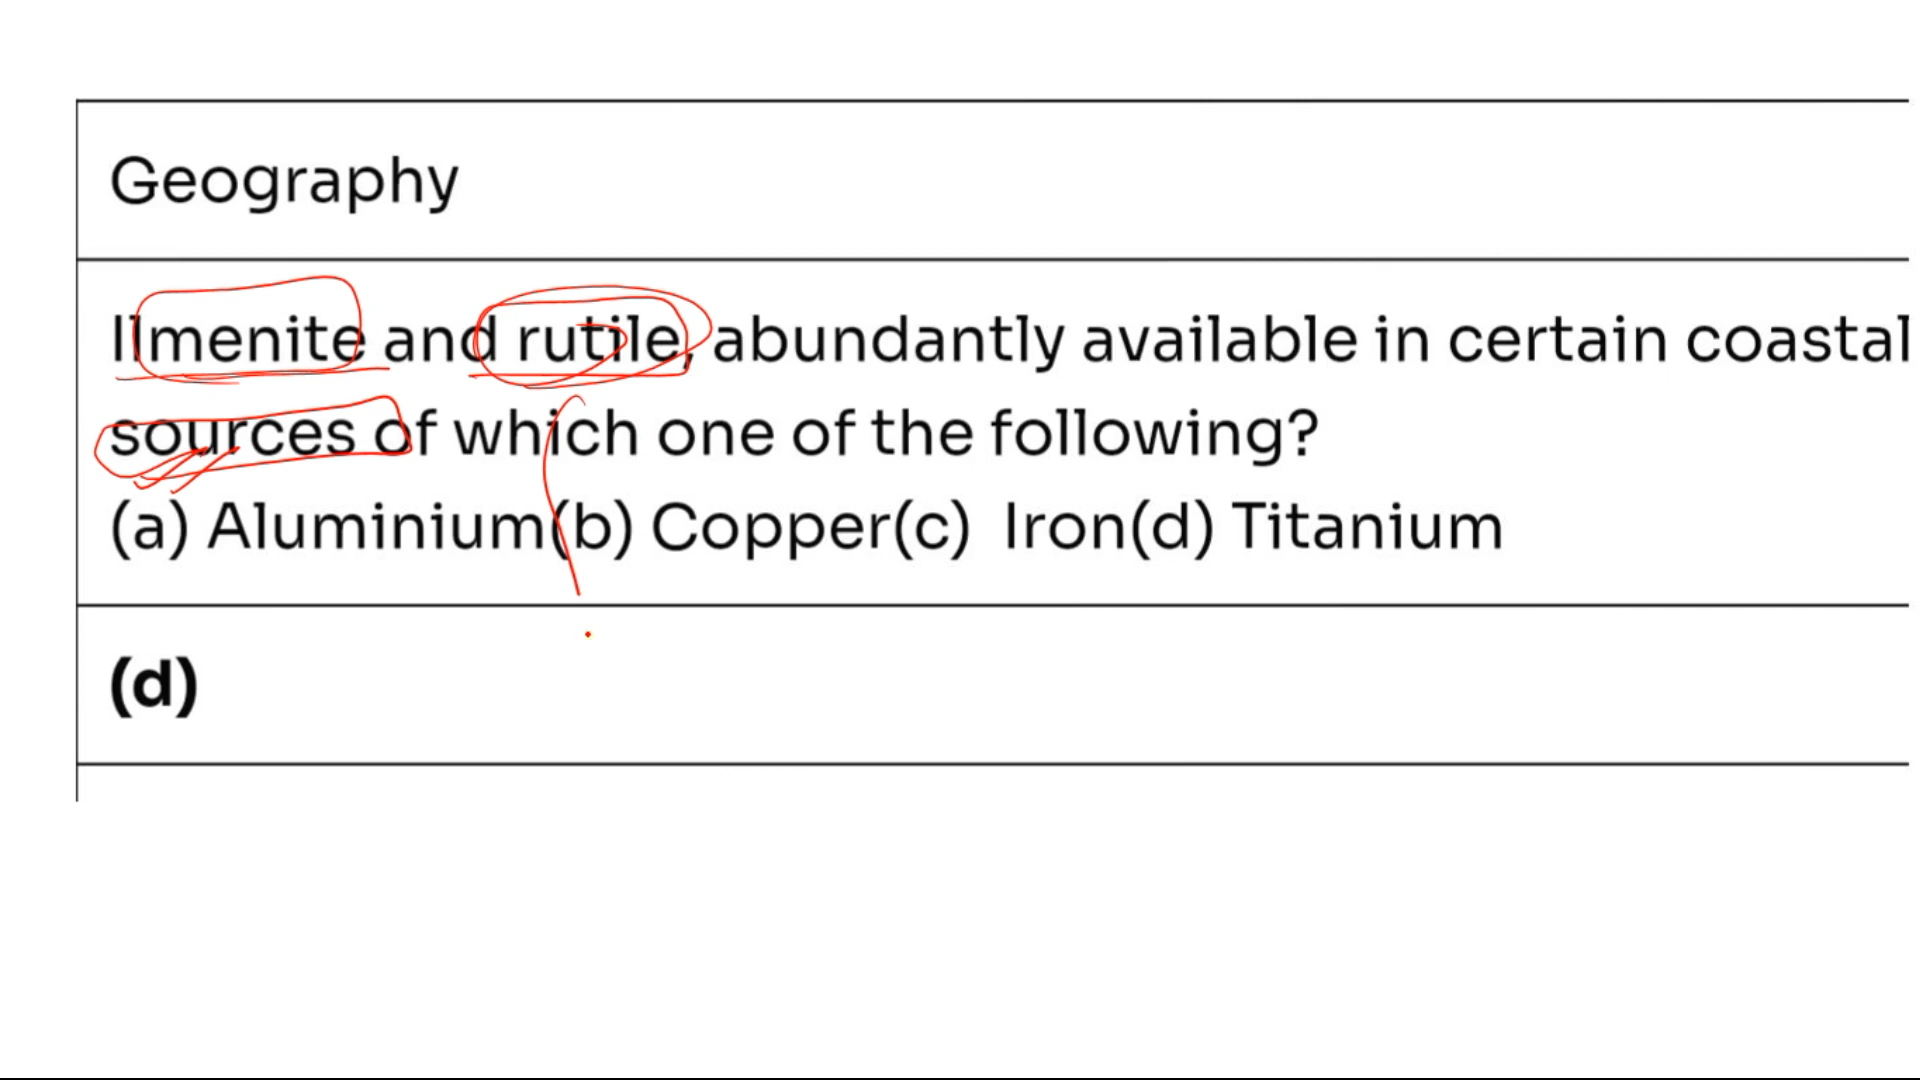 Geography
Ilmenite and rutile, abundantly available in certain coastal
sources of which one of the following?
(a) Aluminium(b) Copper(c) Iron(d) Titanium
(d)